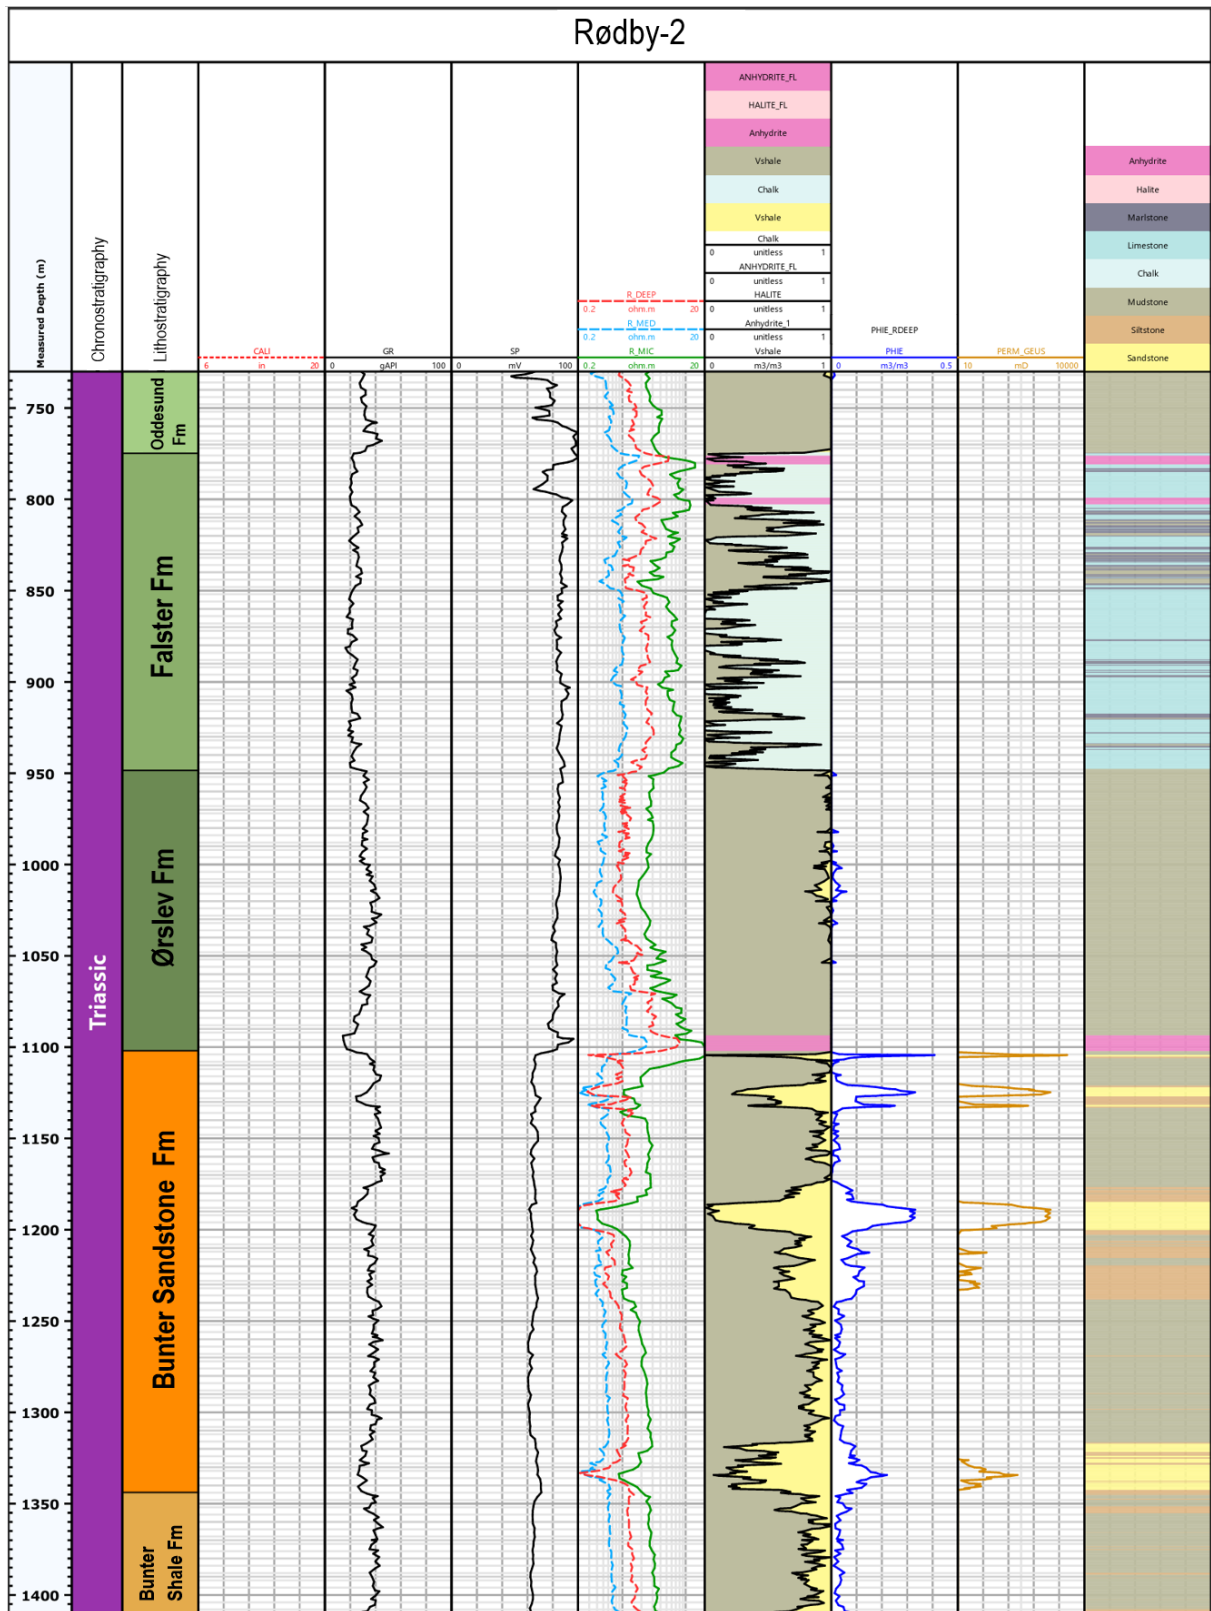 Rødby-2
ANHYDRITE_FL
HALITE_FL
Anhydrite
Vshale
Chalk
Vshale
Chalk
0 unitless 1
ANHYDRITE_FL
0 unitless 1
HALITE
0 unitless 1
Anhydrite_1
0 unitless 1
Vshale
0 m3/m3 1
Anhydrite
Halite
Marlstone
Limestone
Chalk
Mudstone
Siltstone
Sandstone
Measured Depth (m)
Chronostratigraphy
Lithostratigraphy
CALI
6 in 20
GR
0 gAPI 100
SP
0 mV 100
R_DEEP
0.2 ohm.m 20
R_MED
0.2 ohm.m 20
R_MIC
0.2 ohm.m 20
PHIE_RDEEP
PHIE
0 m3/m3 0.5
PERM_GEUS
10 mD 10000
750
800
850
900
950
1000
1050
1100
1150
1200
1250
1300
1350
1400
Triassic
Oddesund
Fm
Falster Fm
Ørslev Fm
Bunter Sandstone Fm
Bunter
Shale Fm